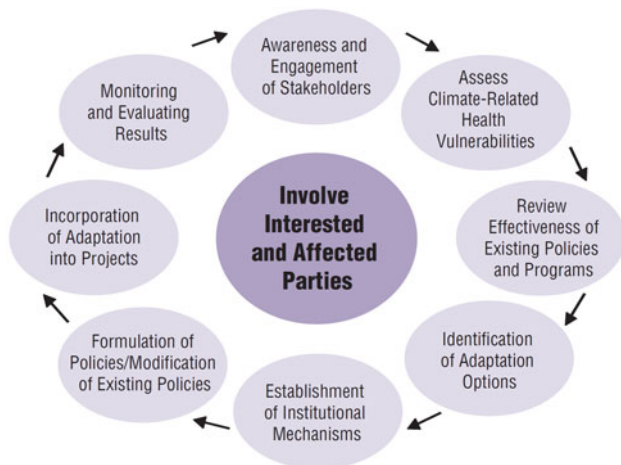 Awareness and
Engagement
of Stakeholders
Assess
Climate-Related
Health
Vulnerabilities
Review
Effectiveness of
Existing Policies
and Programs
Identification
of Adaptation
Options
Establishment
of Institutional
Mechanisms
Formulation of
Policies/Modification
of Existing Policies
Incorporation
of Adaptation
into Projects
Monitoring
and Evaluating
Results
Involve
Interested
and Affected
Parties